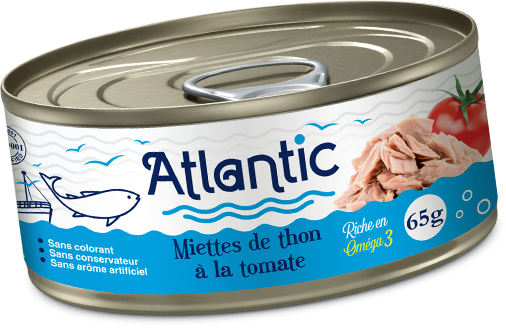 Atlantic
Sans colorant
Sans conservateur
Sans arôme artificiel
Miettes de thon
à la tomate
Riche en
Oméga 3
65g